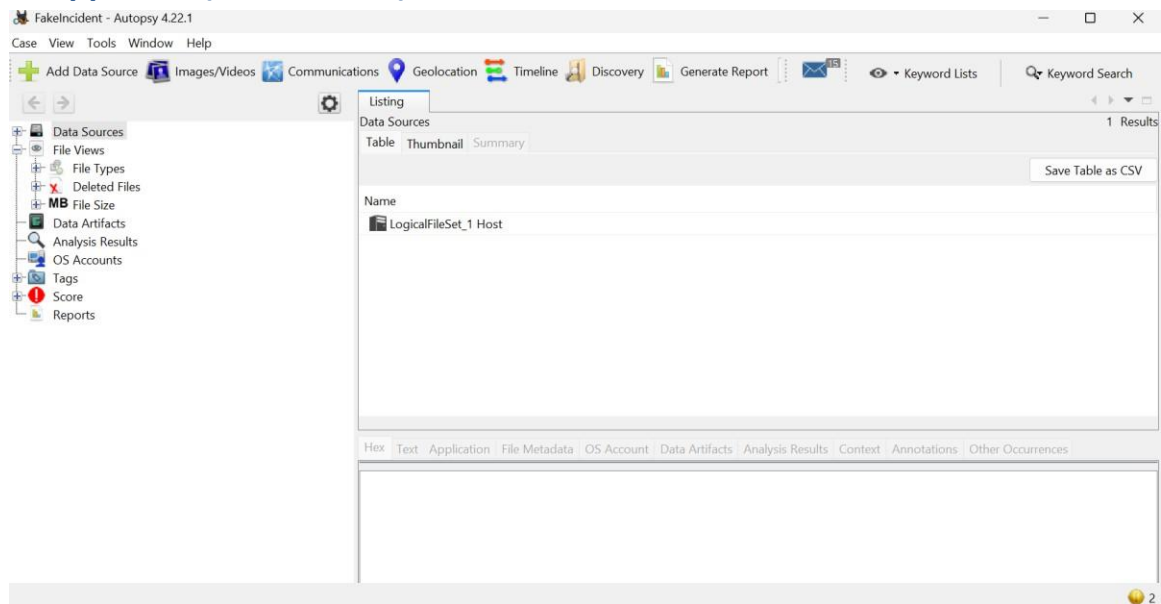 FakeIncident - Autopsy 4.22.1
Case View Tools Window Help
Add Data Source Images/Videos Communications Geolocation Timeline Discovery Generate Report 15 Keyword Lists Keyword Search
Listing
Data Sources
1 Results
Table Thumbnail Summary
Save Table as CSV
Name
LogicalFileSet_1 Host
Data Sources
File Views
File Types
Deleted Files
MB File Size
Data Artifacts
Analysis Results
OS Accounts
Tags
Score
Reports
Hex Text Application File Metadata OS Account Data Artifacts Analysis Results Context Annotations Other Occurrences
2